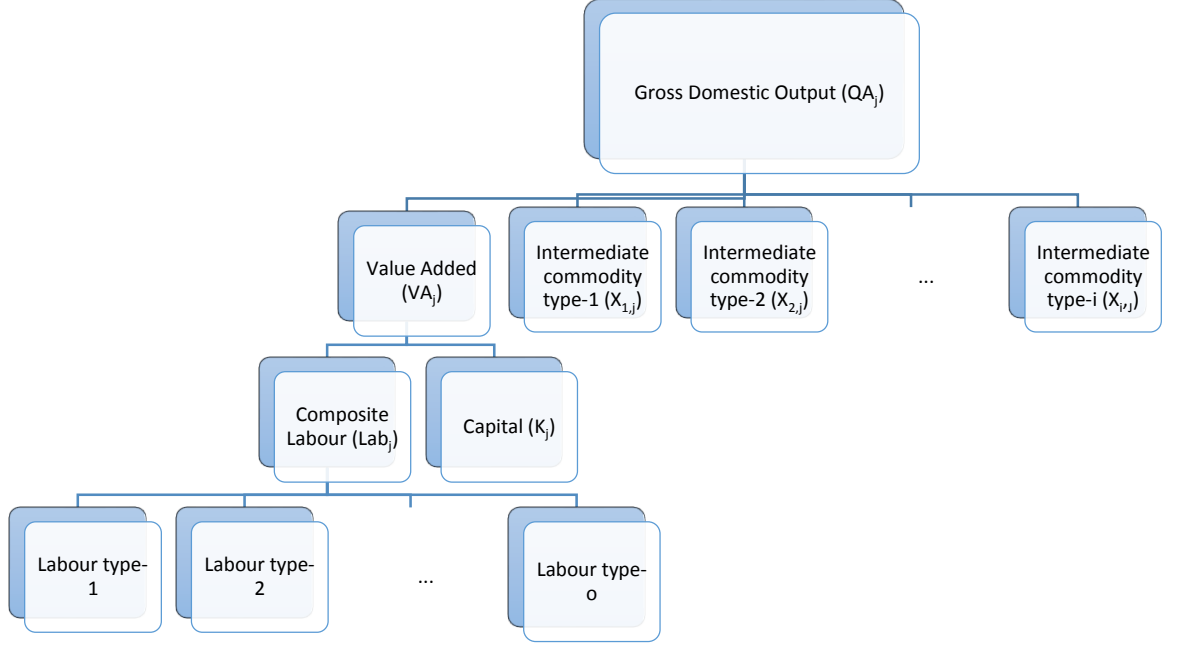 Gross Domestic Output (QAj)
Value Added
(VAj)
Intermediate
commodity
type-1 (X1,j)
Intermediate
commodity
type-2 (X2,j)
...
Intermediate
commodity
type-i (Xi,j)
Composite
Labour (Labj)
Capital (Kj)
Labour type-
1
Labour type-
2
...
Labour type-
o